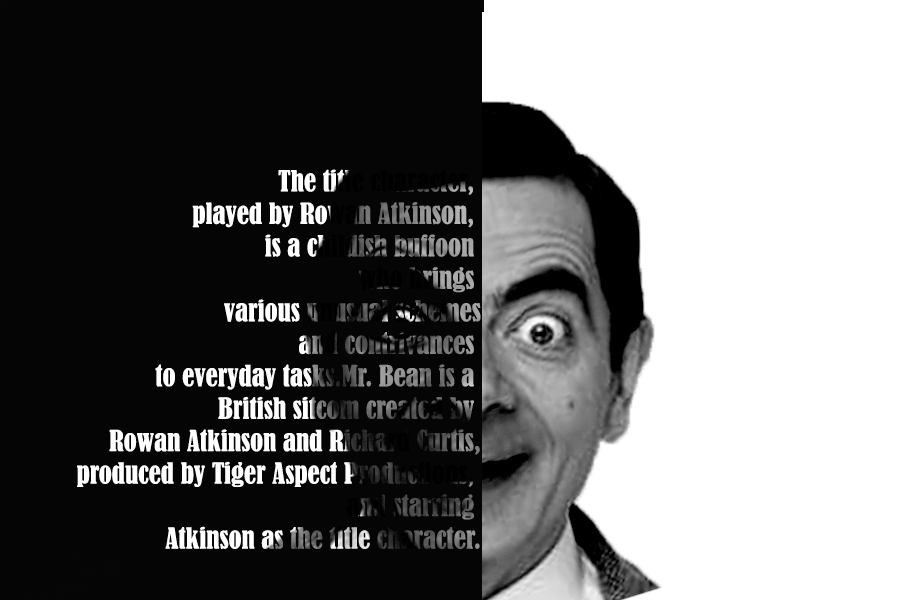 The title character,
played by Rowan Atkinson,
is a childish buffoon
who brings
various unusual schemes
and contrivances
to everyday tasks.Mr. Bean is a
British sitcom created by
Rowan Atkinson and Richard Curtis,
produced by Tiger Aspect Productions,
and starring
Atkinson as the title character.